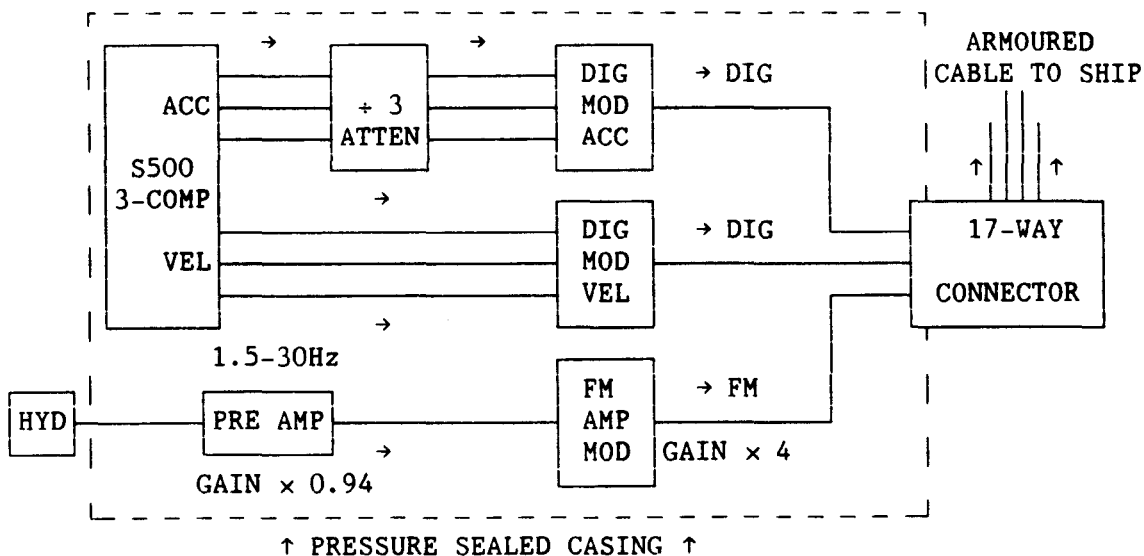 ARMOURED
CABLE TO SHIP
→ →
ACC
÷ 3
ATTEN
DIG
MOD
ACC
→ DIG
S500
3-COMP
→
↑ ↑
VEL
DIG
MOD
VEL
→ DIG
17-WAY
CONNECTOR
→
1.5-30Hz
HYD
PRE AMP
→
FM
AMP
MOD
→ FM
GAIN × 4
GAIN × 0.94
↑ PRESSURE SEALED CASING ↑